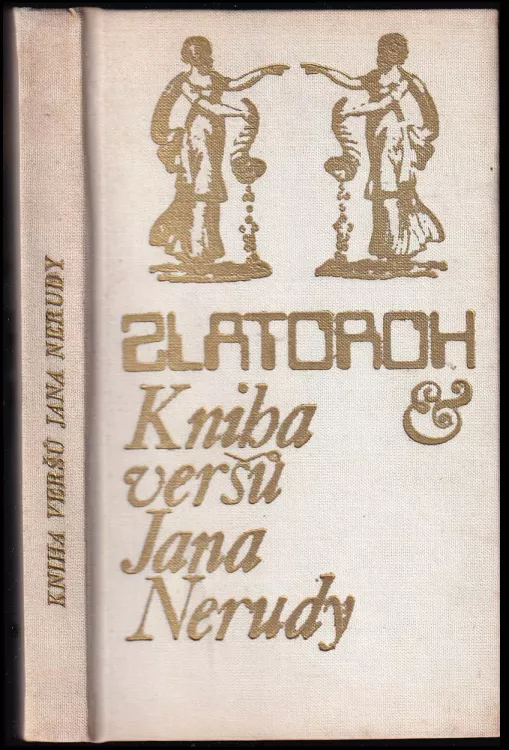 KNIHA VERŠŮ JANA NERUDY
ZLATOROH
Kniha &
veršů
Jana
Nerudy